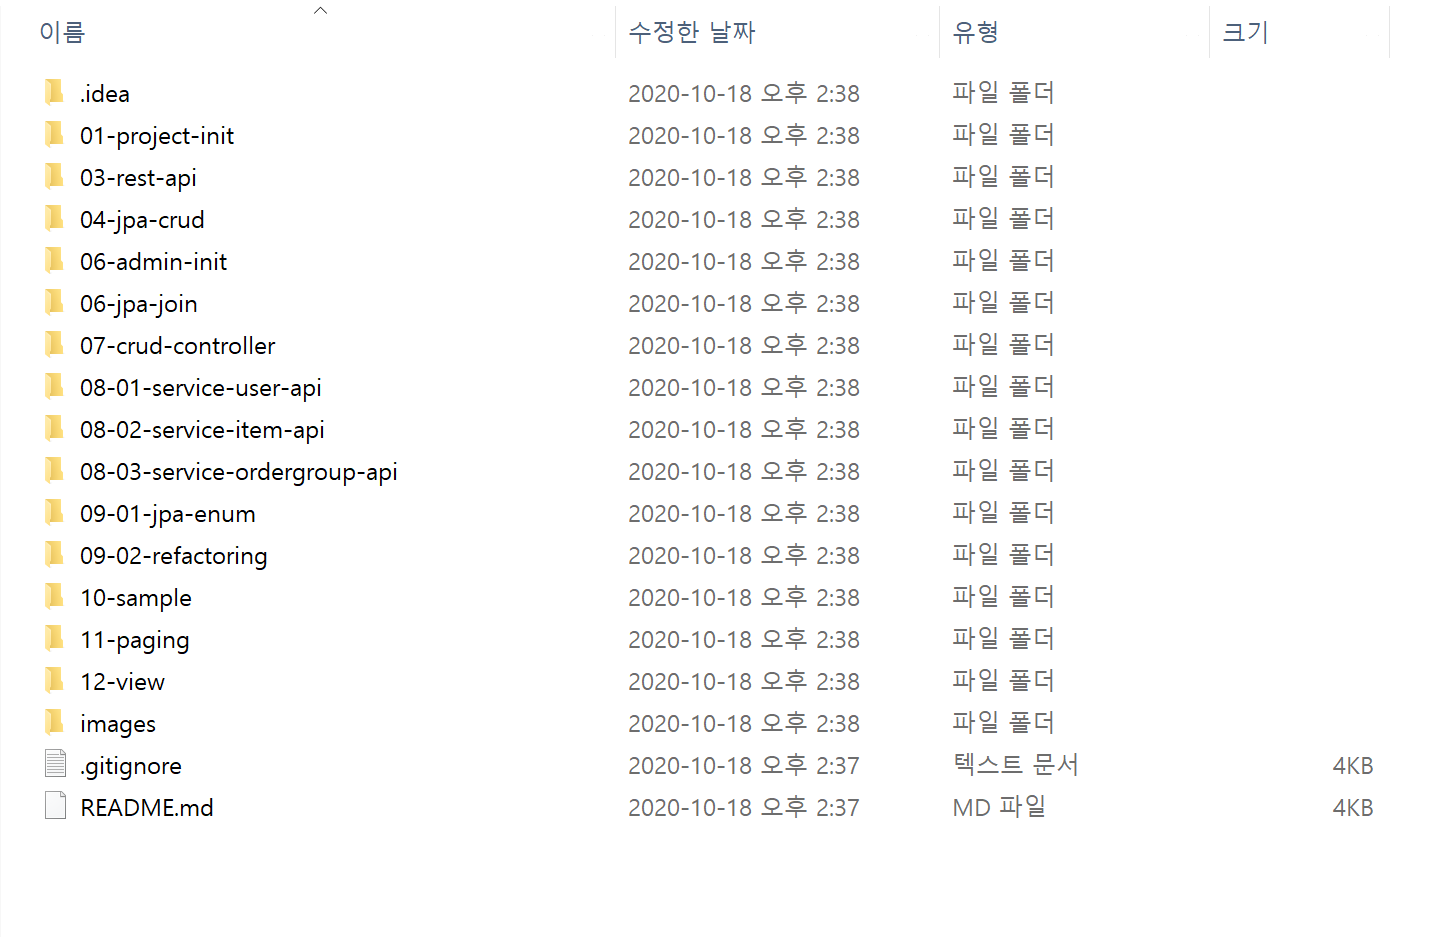 이름 수정한 날짜 유형 크기
.idea 2020-10-18 오후 2:38 파일 폴더
01-project-init 2020-10-18 오후 2:38 파일 폴더
03-rest-api 2020-10-18 오후 2:38 파일 폴더
04-jpa-crud 2020-10-18 오후 2:38 파일 폴더
06-admin-init 2020-10-18 오후 2:38 파일 폴더
06-jpa-join 2020-10-18 오후 2:38 파일 폴더
07-crud-controller 2020-10-18 오후 2:38 파일 폴더
08-01-service-user-api 2020-10-18 오후 2:38 파일 폴더
08-02-service-item-api 2020-10-18 오후 2:38 파일 폴더
08-03-service-ordergroup-api 2020-10-18 오후 2:38 파일 폴더
09-01-jpa-enum 2020-10-18 오후 2:38 파일 폴더
09-02-refactoring 2020-10-18 오후 2:38 파일 폴더
10-sample 2020-10-18 오후 2:38 파일 폴더
11-paging 2020-10-18 오후 2:38 파일 폴더
12-view 2020-10-18 오후 2:38 파일 폴더
images 2020-10-18 오후 2:38 파일 폴더
.gitignore 2020-10-18 오후 2:37 텍스트 문서 4KB
README.md 2020-10-18 오후 2:37 MD 파일 4KB